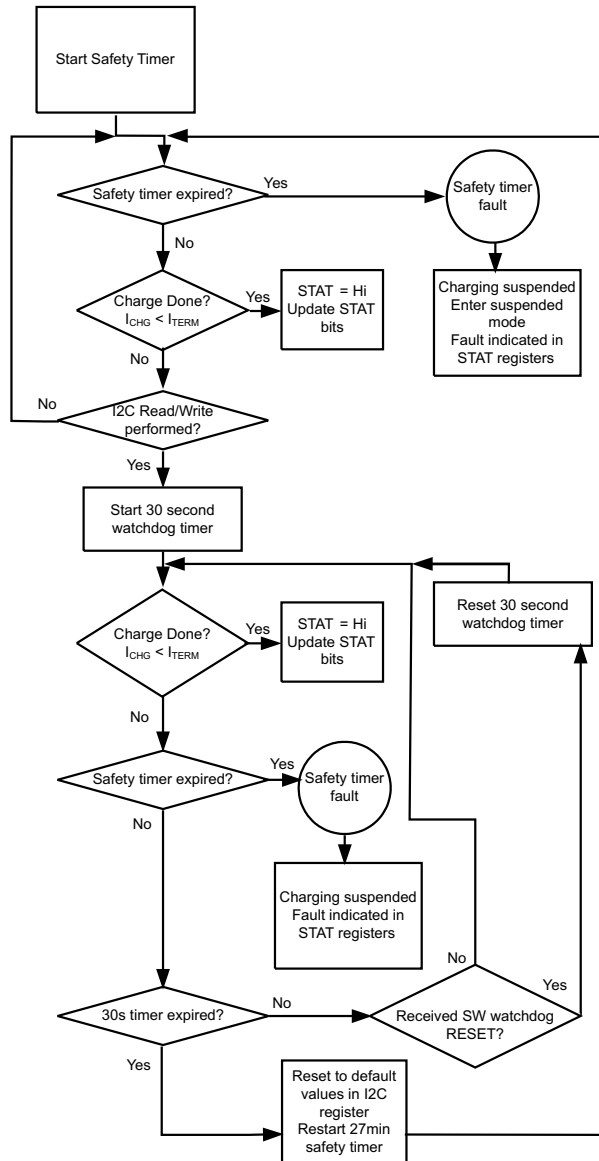 Start Safety Timer
Safety timer expired?
Yes
Safety timer
fault
No
Charging suspended
Enter suspended
mode
Fault indicated in
STAT registers
Charge Done?
I_CHG < I_TERM
Yes
STAT = Hi
Update STAT
bits
No
No
I2C Read/Write
performed?
Yes
Start 30 second
watchdog timer
Reset 30 second
watchdog timer
Charge Done?
I_CHG < I_TERM
Yes
STAT = Hi
Update STAT
bits
No
Safety timer expired?
Yes
Safety timer
fault
No
Charging suspended
Fault indicated in
STAT registers
30s timer expired?
No
Received SW watchdog
RESET?
No
Yes
Yes
Reset to default
values in I2C
register
Restart 27min
safety timer